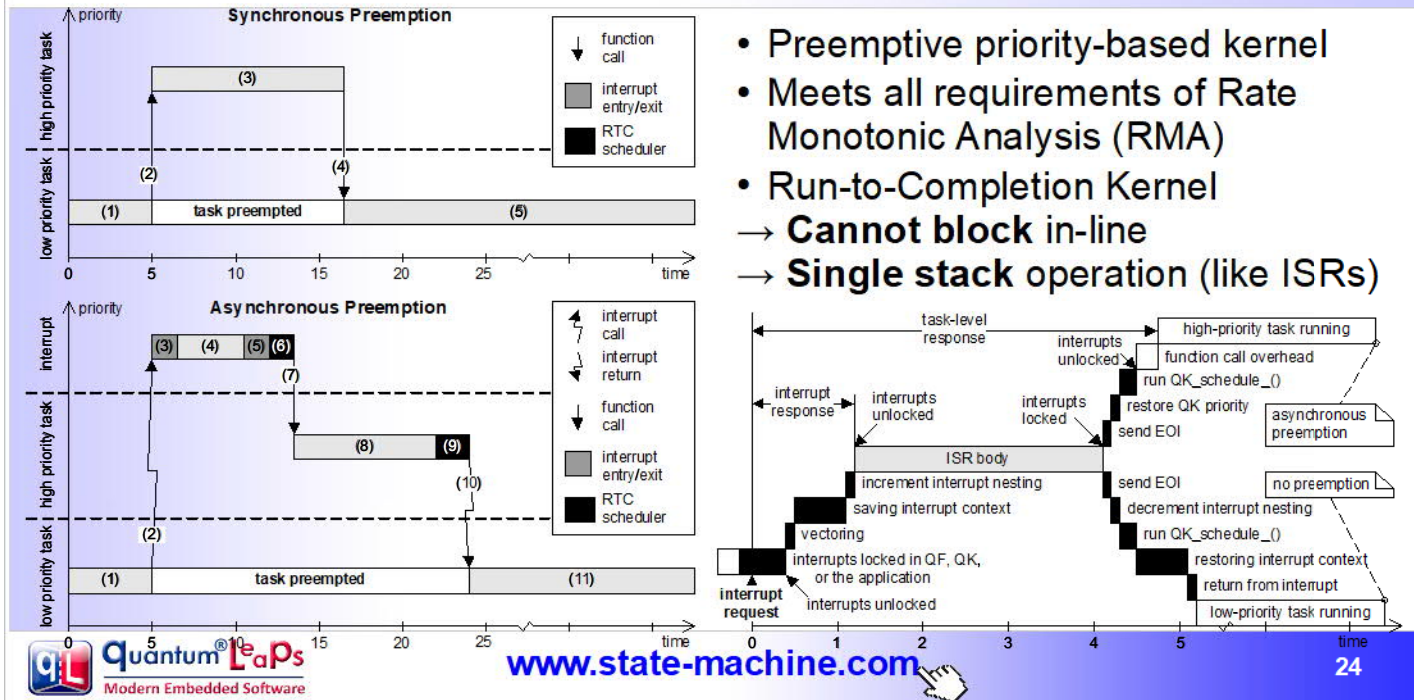 priority
Synchronous Preemption
high priority task
low priority task
(3)
(2)
(4)
(1)
task preempted
(5)
0
5
10
15
20
25
time
function
call
interrupt
entry/exit
RTC
scheduler
priority
Asynchronous Preemption
interrupt
high priority task
low priority task
(3)
(4)
(5)
(6)
(7)
(8)
(9)
(10)
(2)
(1)
task preempted
(11)
0
5
10
15
20
25
time
interrupt
call
interrupt
return
function
call
interrupt
entry/exit
RTC
scheduler
• Preemptive priority-based kernel
• Meets all requirements of Rate
Monotonic Analysis (RMA)
• Run-to-Completion Kernel
→ Cannot block in-line
→ Single stack operation (like ISRs)
task-level
response
high-priority task running
interrupts
unlocked
function call overhead
run QK_schedule_()
interrupt
response
interrupts
unlocked
interrupts
locked
restore QK priority
send EOI
asynchronous
preemption
ISR body
increment interrupt nesting
send EOI
no preemption
saving interrupt context
decrement interrupt nesting
vectoring
run QK_schedule_()
interrupts locked in QF, QK,
or the application
restoring interrupt context
interrupt
request
interrupts unlocked
return from interrupt
low-priority task running
0
1
2
3
4
5
time
qL
quantum® LeaPs
Modern Embedded Software
www.state-machine.com
24